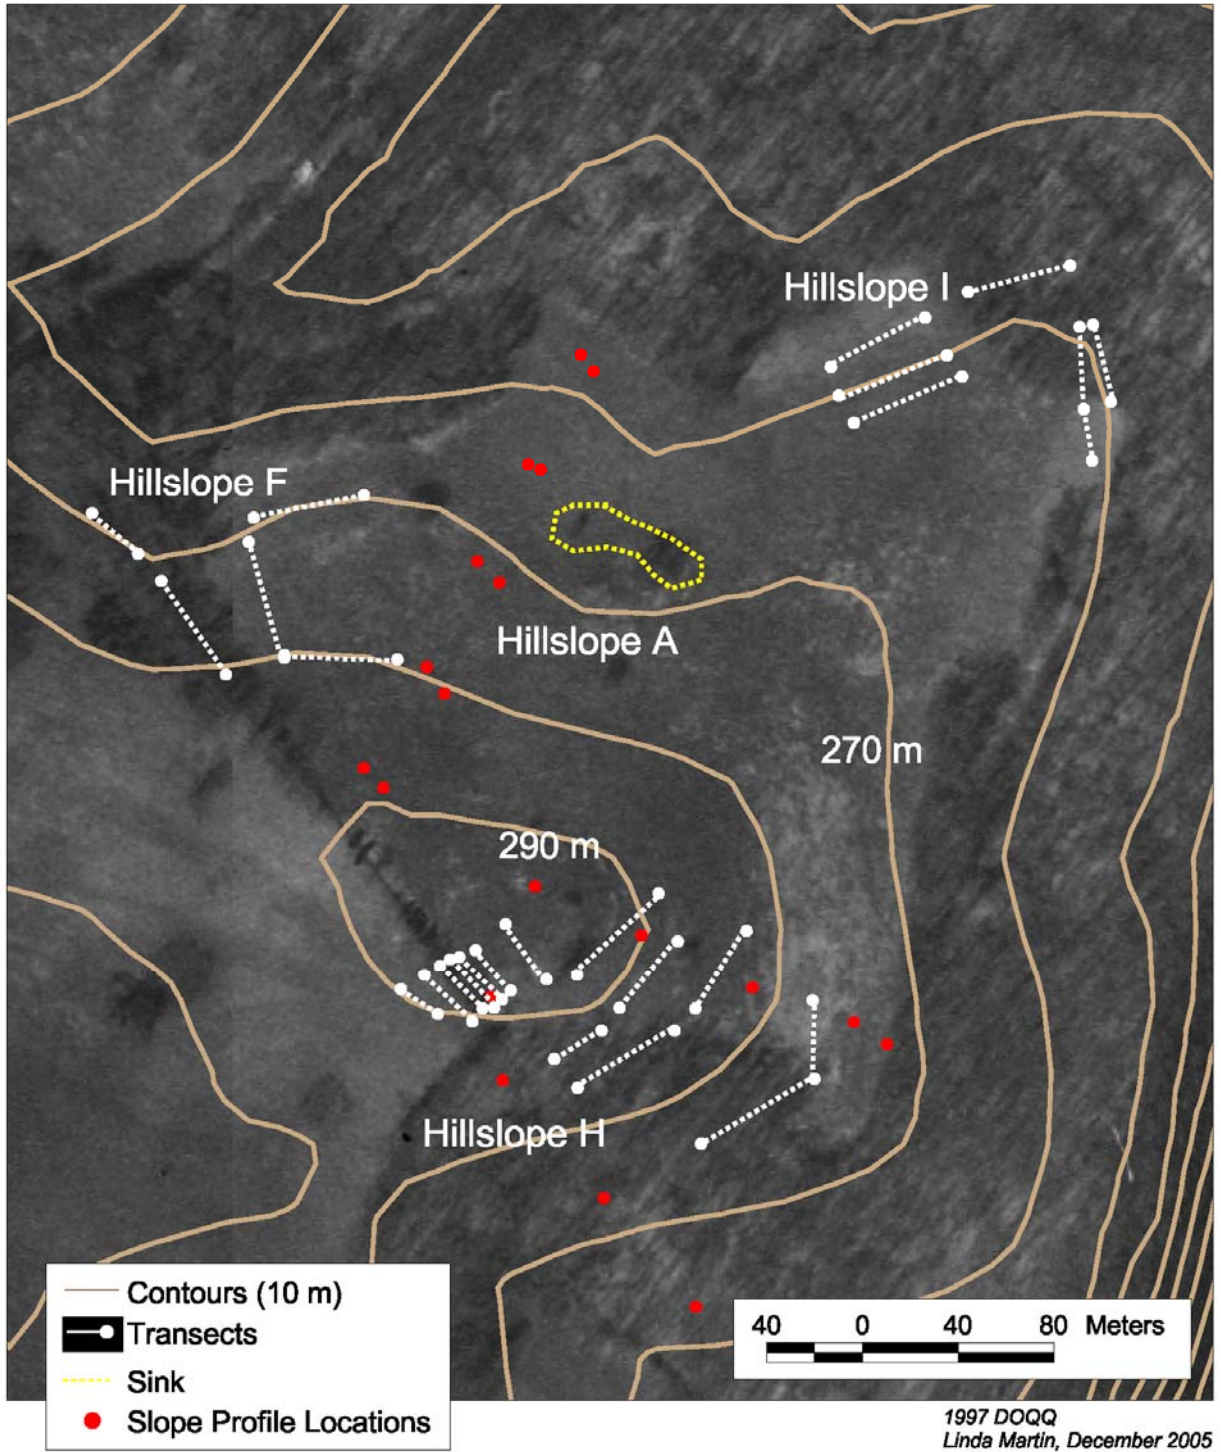 Hillslope I
Hillslope F
Hillslope A
270 m
290 m
Hillslope H
Contours (10 m)
Transects
Sink
Slope Profile Locations
40 0 40 80 Meters
1997 DOQQ
Linda Martin, December 2005